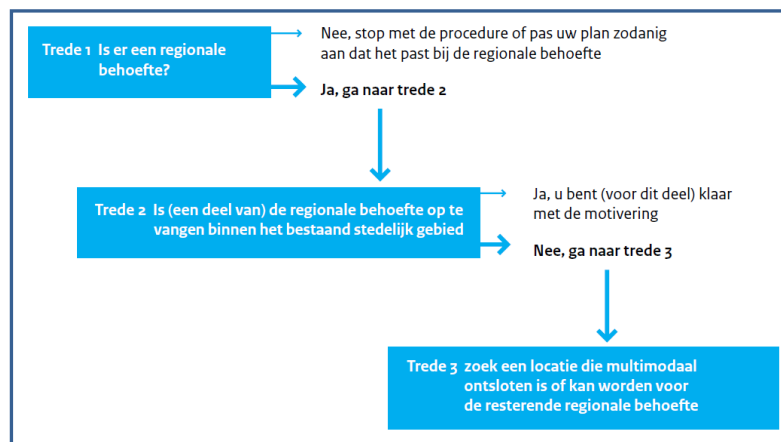 Trede 1 Is er een regionale
behoefte?
Nee, stop met de procedure of pas uw plan zodanig
aan dat het past bij de regionale behoefte
Ja, ga naar trede 2
Trede 2 Is (een deel van) de regionale behoefte op te
vangen binnen het bestaand stedelijk gebied
Ja, u bent (voor dit deel) klaar
met de motivering
Nee, ga naar trede 3
Trede 3 zoek een locatie die multimodaal
ontsloten is of kan worden voor
de resterende regionale behoefte